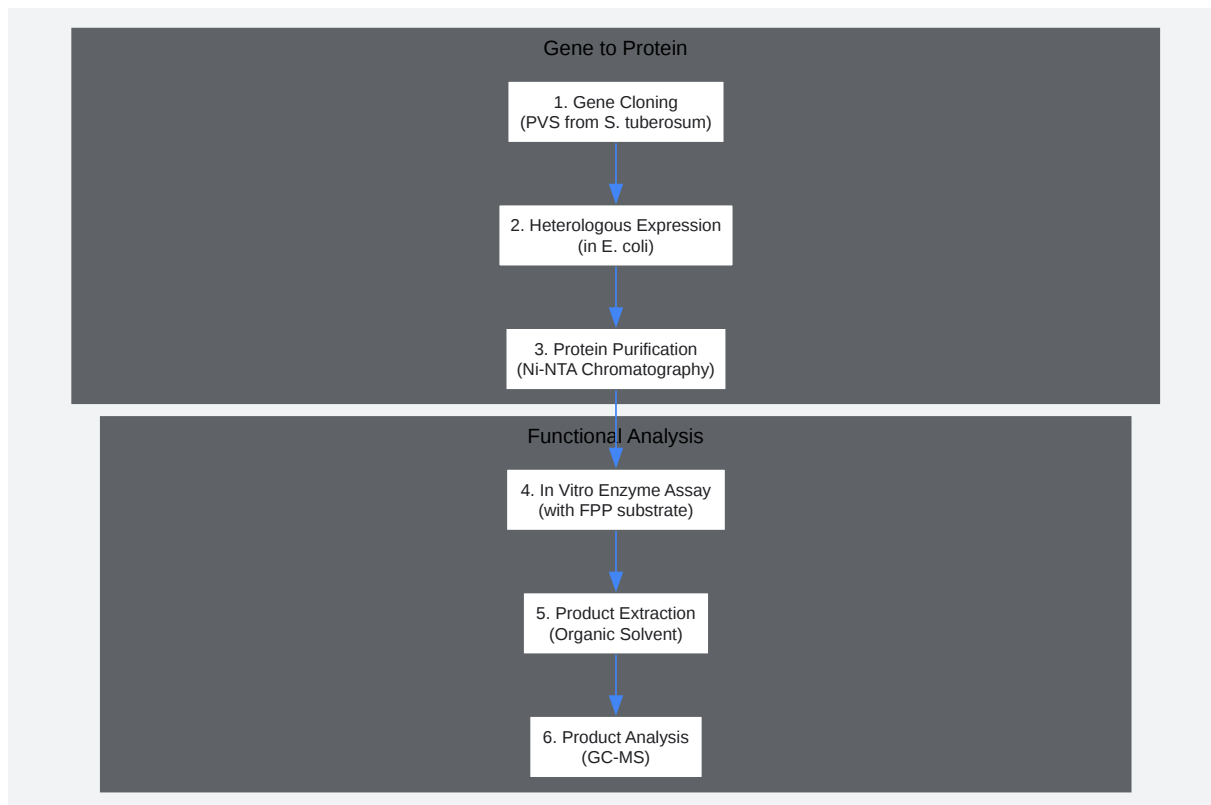 Gene to Protein
1. Gene Cloning
(PVS from S. tuberosum)
2. Heterologous Expression
(in E. coli)
3. Protein Purification
(Ni-NTA Chromatography)
Functional Analysis
4. In Vitro Enzyme Assay
(with FPP substrate)
5. Product Extraction
(Organic Solvent)
6. Product Analysis
(GC-MS)